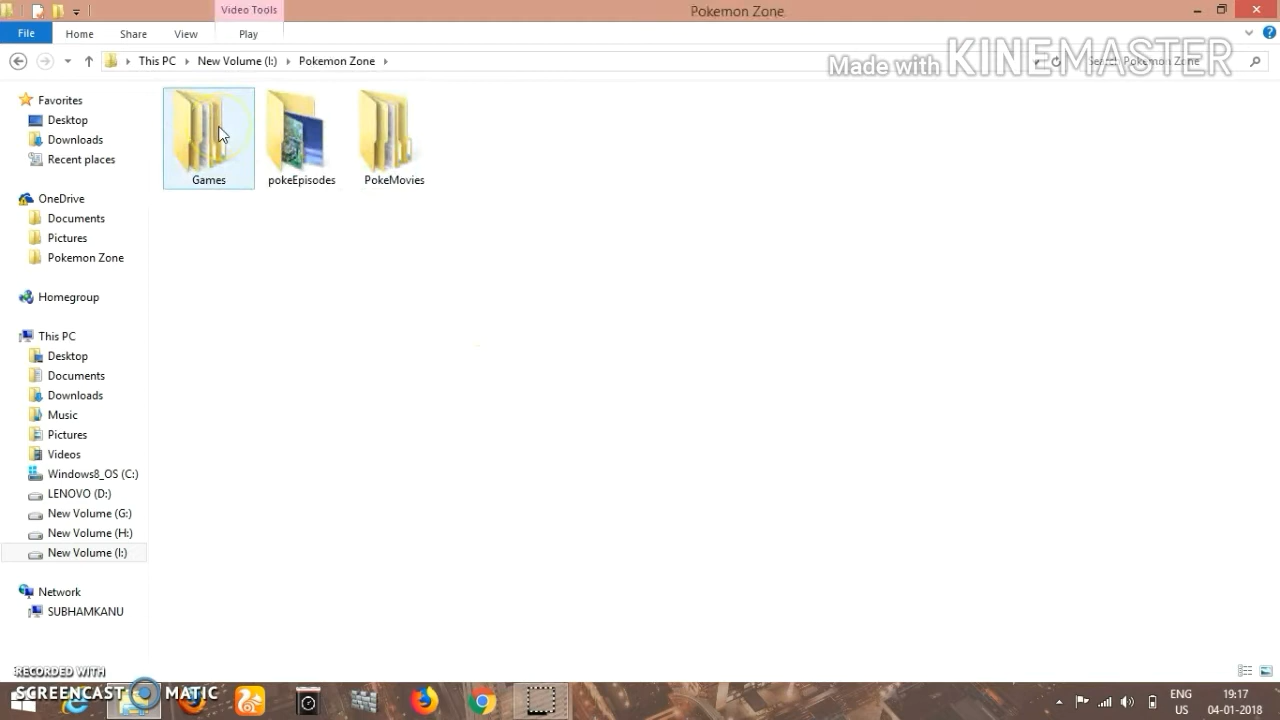 Video Tools
Pokemon Zone
File Home Share View Play
This PC New Volume (I:) Pokemon Zone
Search Pokemon Zone
Made with KINEMASTER
Favorites
Desktop
Downloads
Recent places
OneDrive
Documents
Pictures
Pokemon Zone
Homegroup
This PC
Desktop
Documents
Downloads
Music
Pictures
Videos
Windows8_OS (C:)
LENOVO (D:)
New Volume (G:)
New Volume (H:)
New Volume (I:)
Network
SUBHAMKANU
Games pokeEpisodes PokeMovies
RECORDED WITH
SCREENCAST MATIC
ENG
US
19:17
04-01-2018